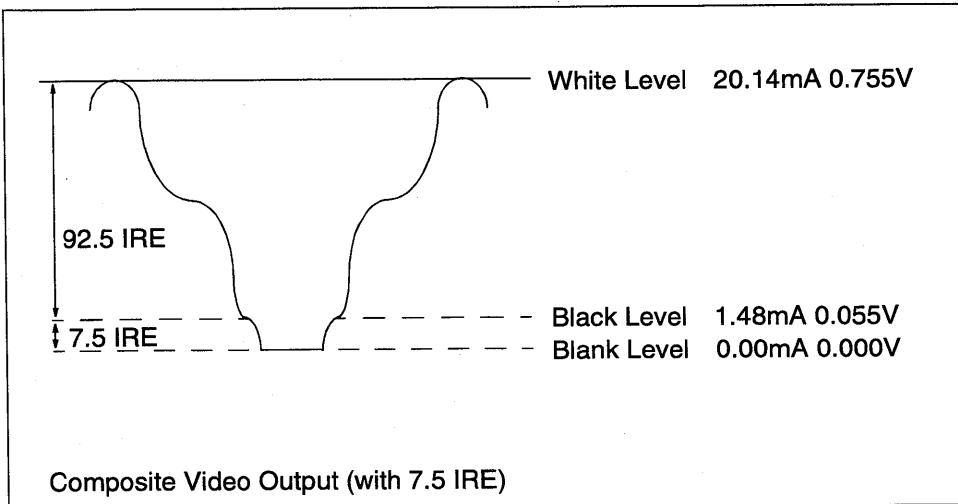 White Level 20.14mA 0.755V
92.5 IRE
Black Level 1.48mA 0.055V
7.5 IRE
Blank Level 0.00mA 0.000V
Composite Video Output (with 7.5 IRE)